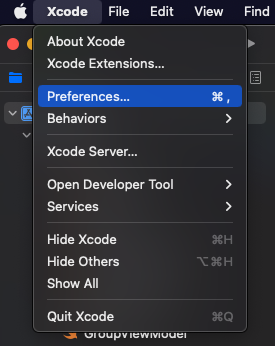 Xcode File Edit View Find
About Xcode
Xcode Extensions...
Preferences... ⌘ ,
Behaviors >
Xcode Server...
Open Developer Tool >
Services >
Hide Xcode ⌘H
Hide Others ⌥⌘H
Show All
Quit Xcode ⌘Q
GroupViewModel